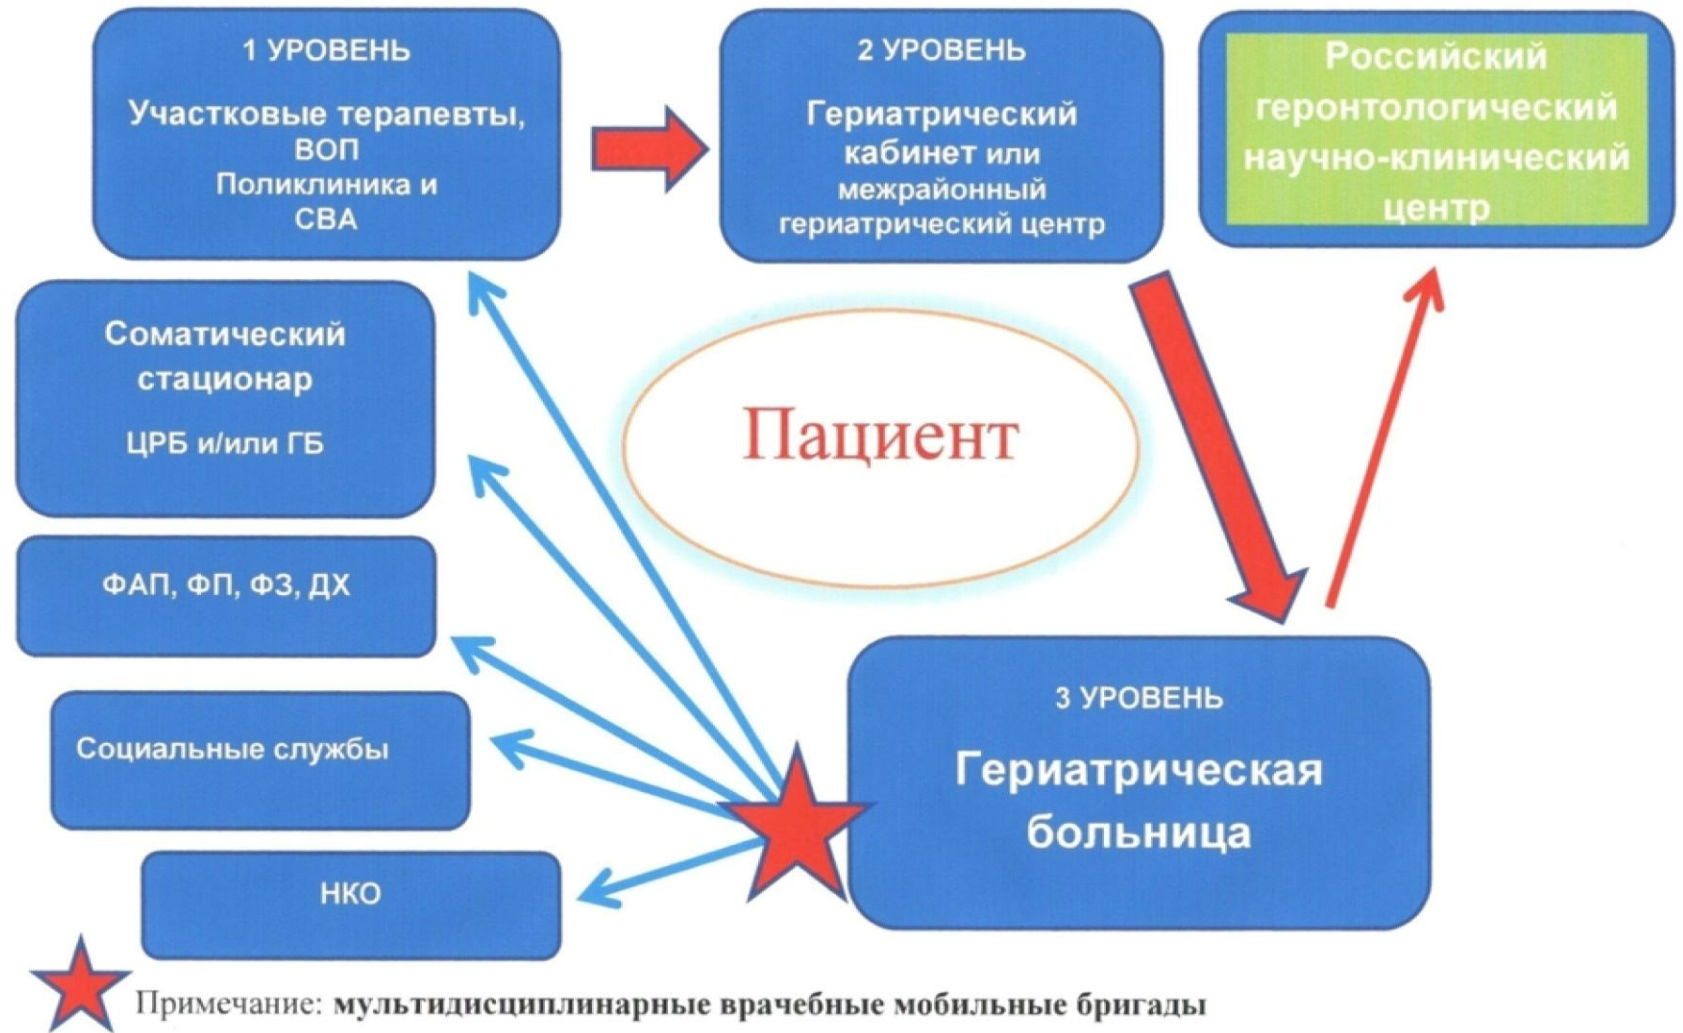 1 УРОВЕНЬ
Участковые терапевты,
ВОП
Поликлиника и
СВА
2 УРОВЕНЬ
Гериатрический
кабинет или
межрайонный
гериатрический центр
Российский
геронтологический
научно-клинический
центр
Соматический
стационар
ЦРБ и/или ГБ
Пациент
ФАП, ФП, ФЗ, ДХ
Социальные службы
НКО
3 УРОВЕНЬ
Гериатрическая
больница
Примечание: мультидисциплинарные врачебные мобильные бригады